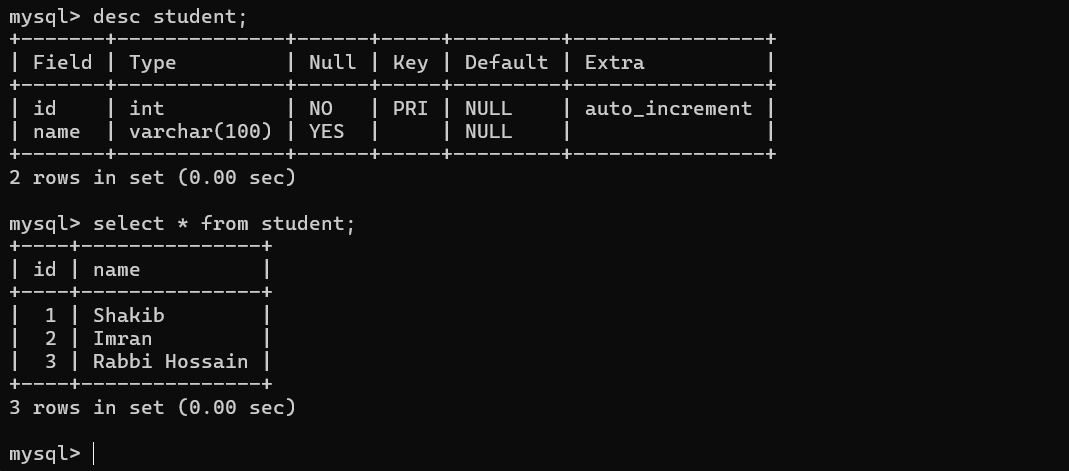 mysql> desc student;
+-------+--------------+------+-----+---------+----------------+
| Field | Type         | Null | Key | Default | Extra          |
+-------+--------------+------+-----+---------+----------------+
| id    | int          | NO   | PRI | NULL    | auto_increment |
| name  | varchar(100) | YES  |     | NULL    |                |
+-------+--------------+------+-----+---------+----------------+
2 rows in set (0.00 sec)
mysql> select * from student;
+----+---------------+
| id | name          |
+----+---------------+
|  1 | Shakib        |
|  2 | Imran         |
|  3 | Rabbi Hossain |
+----+---------------+
3 rows in set (0.00 sec)
mysql>